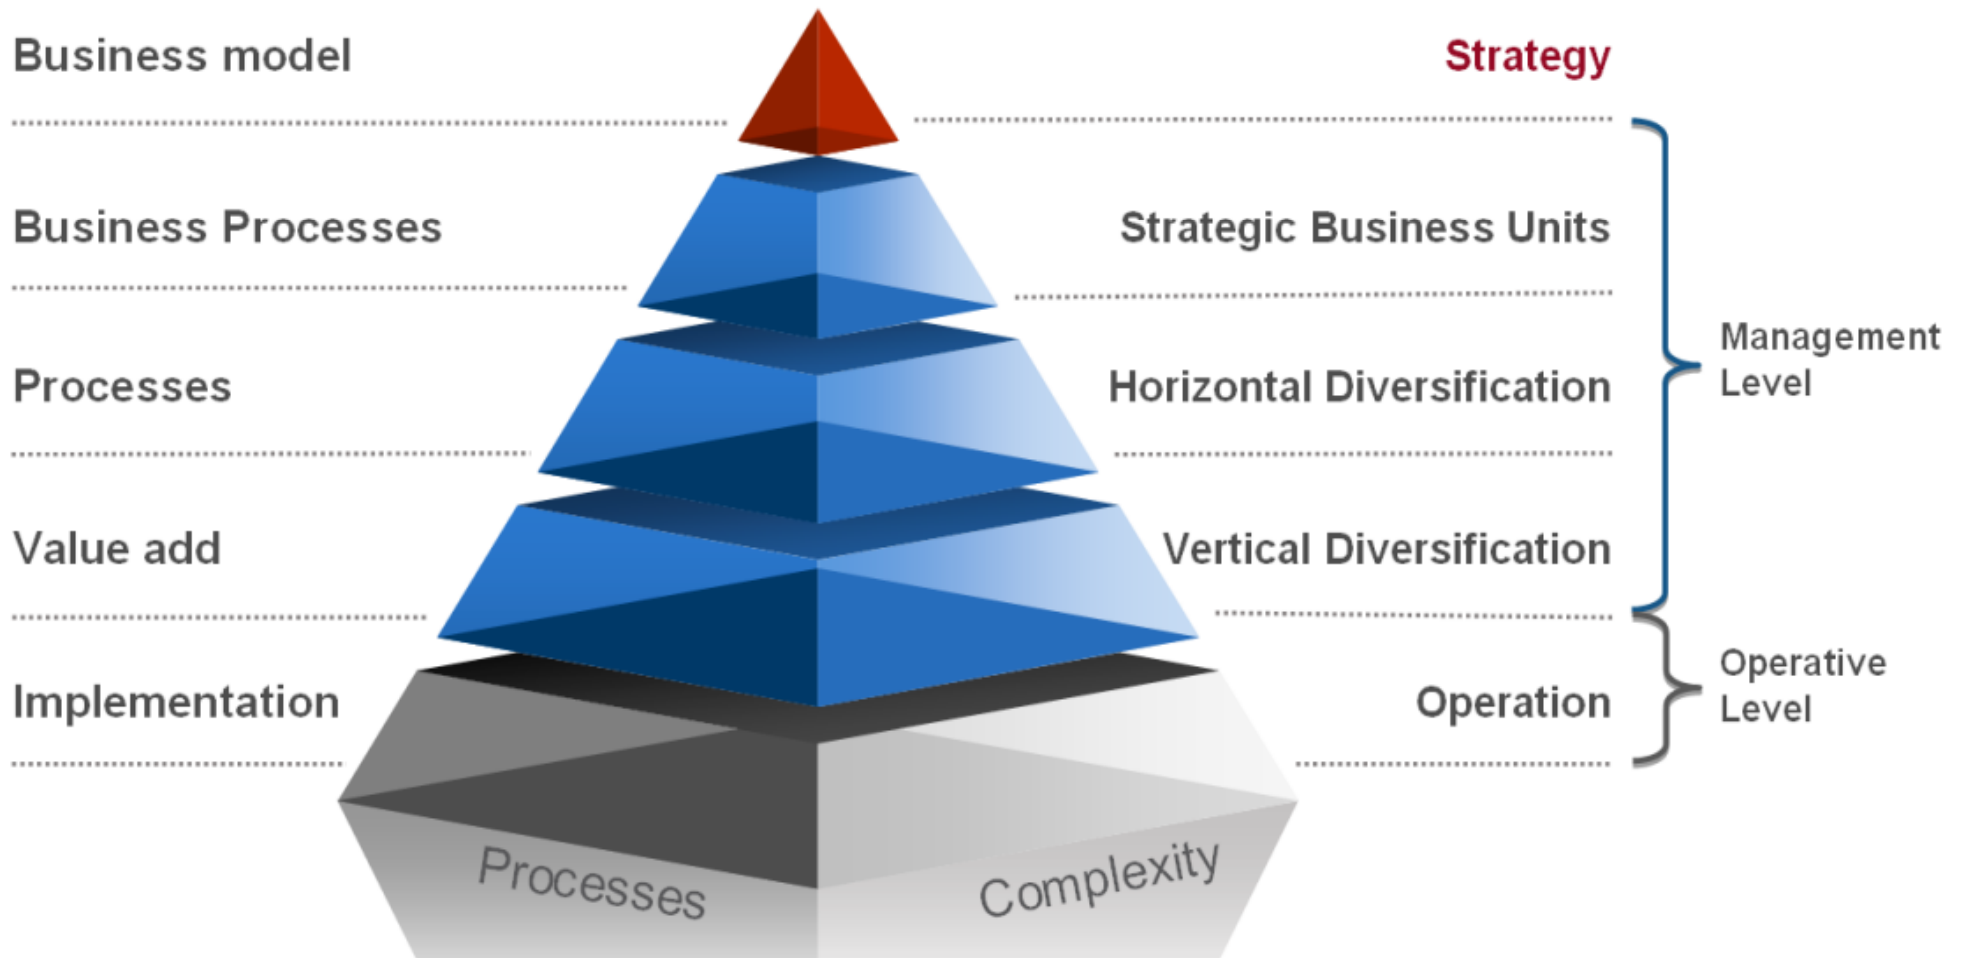 Business model
Strategy
Business Processes
Strategic Business Units
Management
Level
Processes
Horizontal Diversification
Value add
Vertical Diversification
Operative
Level
Implementation
Operation
Processes
Complexity